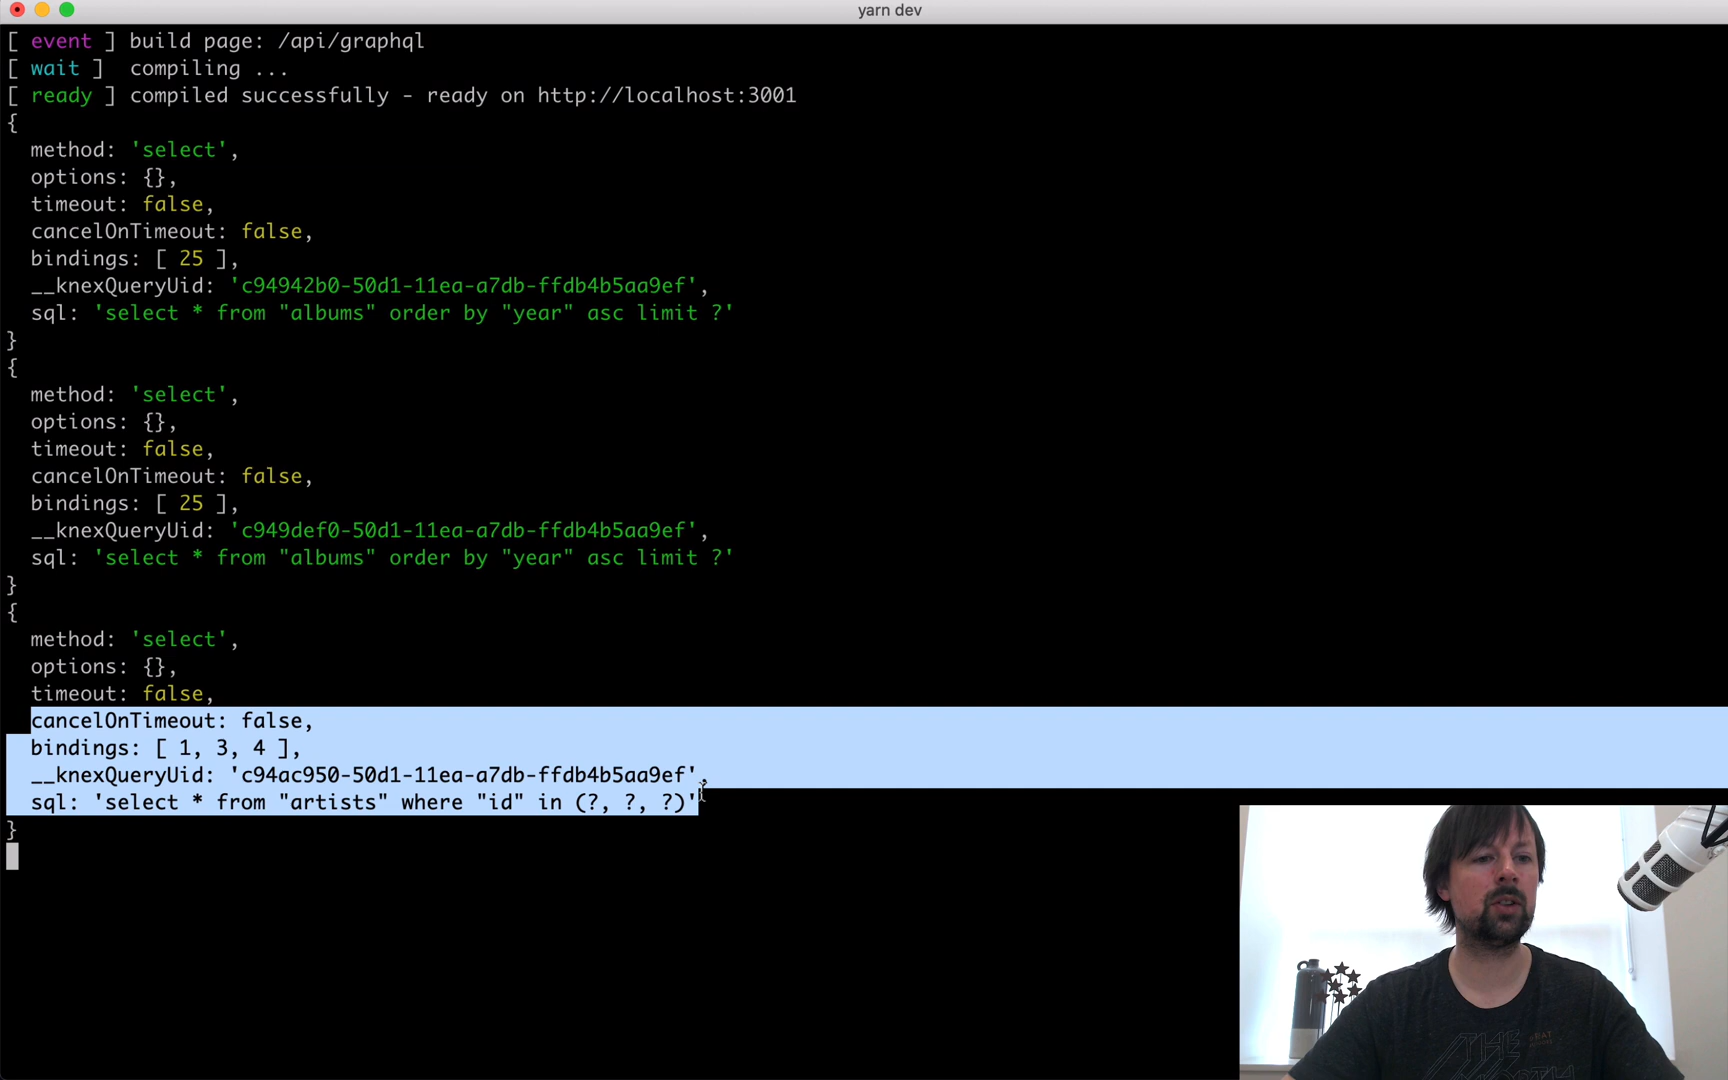 yarn dev
[ event ] build page: /api/graphql
[ wait ]  compiling ...
[ ready ] compiled successfully - ready on http://localhost:3001
{
  method: 'select',
  options: {},
  timeout: false,
  cancelOnTimeout: false,
  bindings: [ 25 ],
  __knexQueryUid: 'c94942b0-50d1-11ea-a7db-ffdb4b5aa9ef',
  sql: 'select * from "albums" order by "year" asc limit ?'
}
{
  method: 'select',
  options: {},
  timeout: false,
  cancelOnTimeout: false,
  bindings: [ 25 ],
  __knexQueryUid: 'c949def0-50d1-11ea-a7db-ffdb4b5aa9ef',
  sql: 'select * from "albums" order by "year" asc limit ?'
}
{
  method: 'select',
  options: {},
  timeout: false,
  cancelOnTimeout: false,
  bindings: [ 1, 3, 4 ],
  __knexQueryUid: 'c94ac950-50d1-11ea-a7db-ffdb4b5aa9ef',
  sql: 'select * from "artists" where "id" in (?, ?, ?)'
}